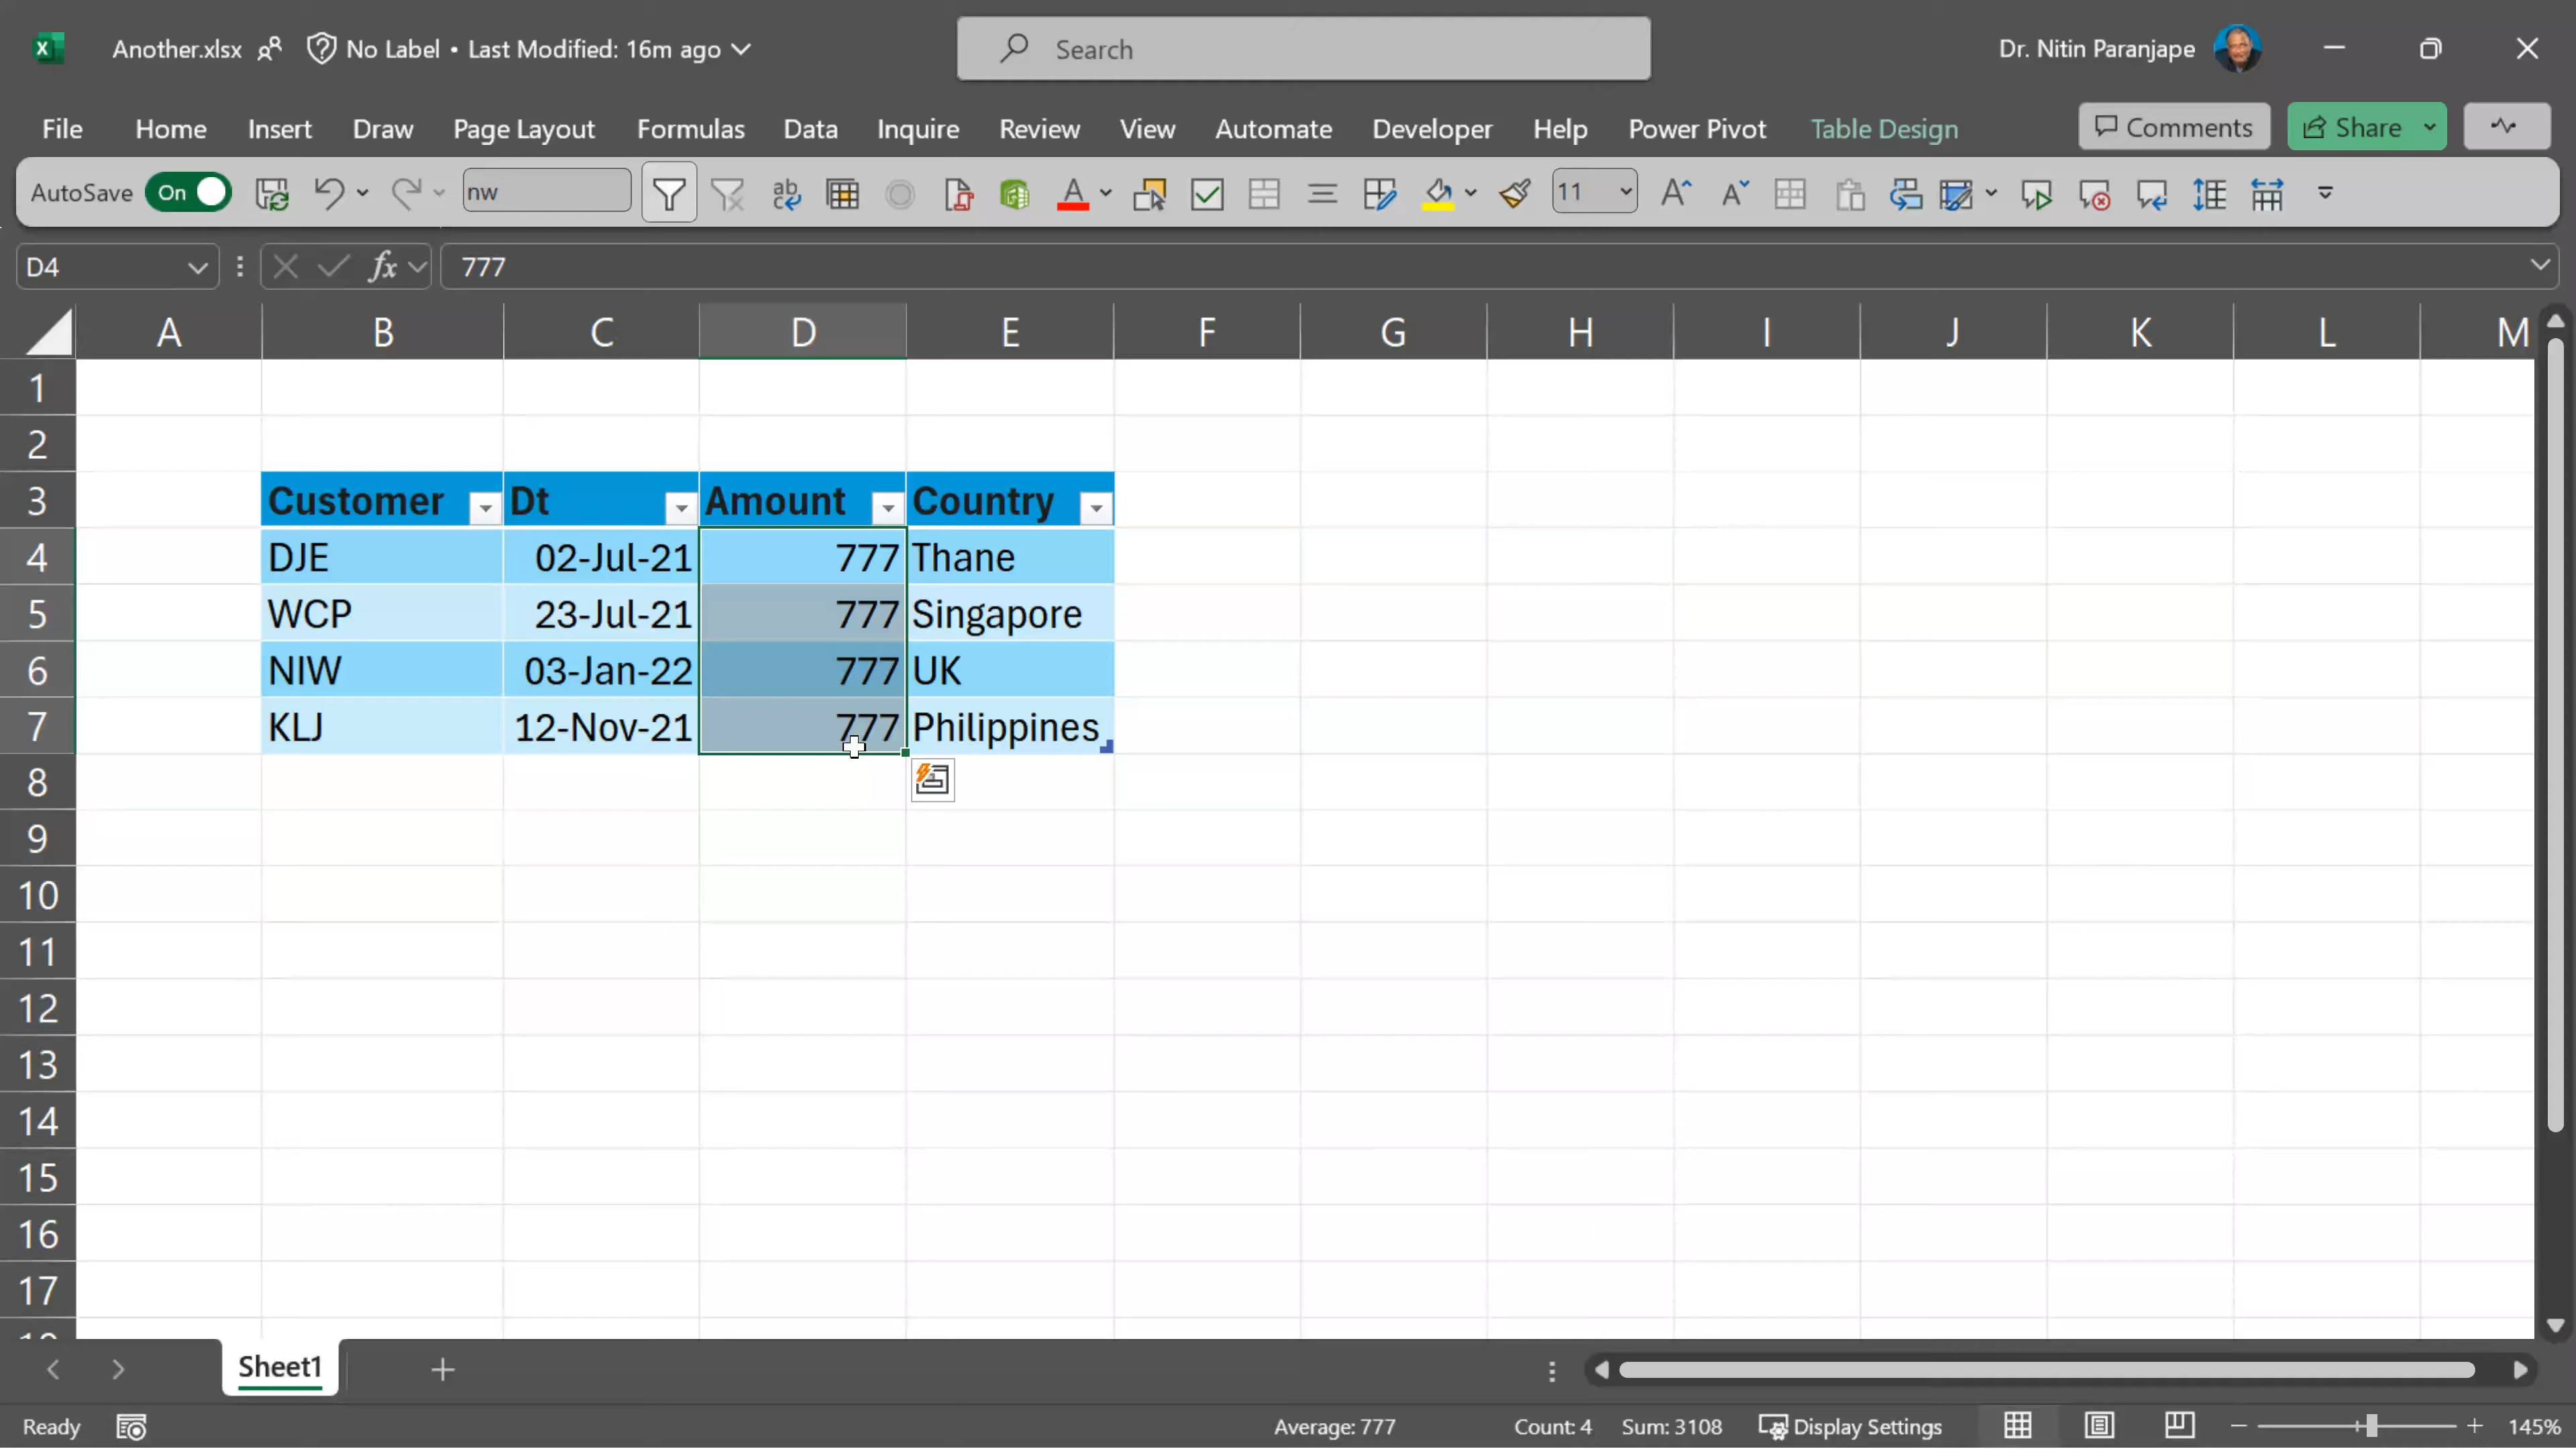 Another.xlsx No Label • Last Modified: 16m ago Search Dr. Nitin Paranjape
File Home Insert Draw Page Layout Formulas Data Inquire Review View Automate Developer Help Power Pivot Table Design Comments Share
AutoSave On nw 11
D4 fx 777
A B C D E F G H I J K L M
1
2
3 Customer Dt Amount Country
4 DJE 02-Jul-21 777 Thane
5 WCP 23-Jul-21 777 Singapore
6 NIW 03-Jan-22 777 UK
7 KLJ 12-Nov-21 777 Philippines
8
9
10
11
12
13
14
15
16
17
Sheet1
Ready Average: 777 Count: 4 Sum: 3108 Display Settings 145%